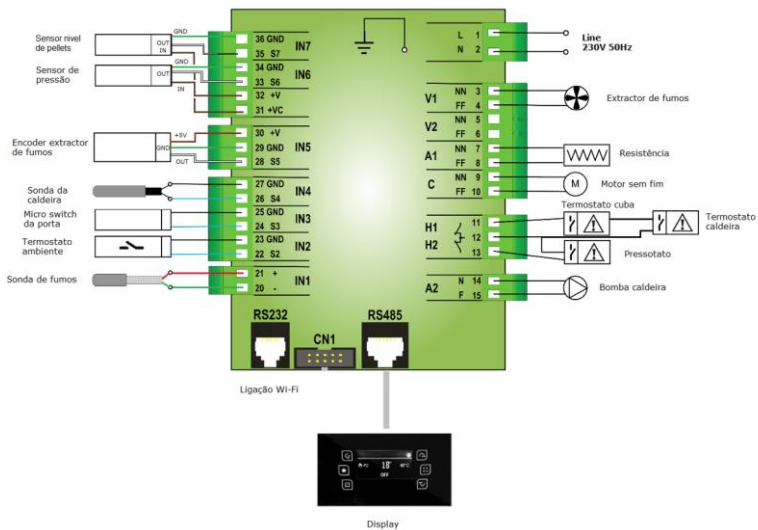 Sensor nivel
de pellets
GND
OUT
IN
36 GND
35 S7
IN7
Sensor de
pressão
GND
OUT
IN
34 GND
33 S6
IN6
32 +V
31 +VC
Encoder extractor
de fumos
+5V
GND
OUT
30 +V
29 GND
28 S5
IN5
Sonda da
caldeira
27 GND
26 S4
IN4
Micro switch
da porta
25 GND
24 S3
IN3
Termostato
ambiente
23 GND
22 S2
IN2
Sonda de fumos
21 +
20 -
IN1
L 1
N 2
Line
230V 50Hz
V1
NN 3
FF 4
Extractor de fumos
V2
NN 5
FF 6
A1
NN 7
FF 8
Resistência
C
NN 9
FF 10
M
Motor sem fim
Termostato cuba
H1
H2
11
12
13
Termostato
caldeira
Pressotato
A2
N 14
F 15
Bomba caldeira
RS232
CN1
RS485
Ligação Wi-Fi
P2
18°
OFF
Display